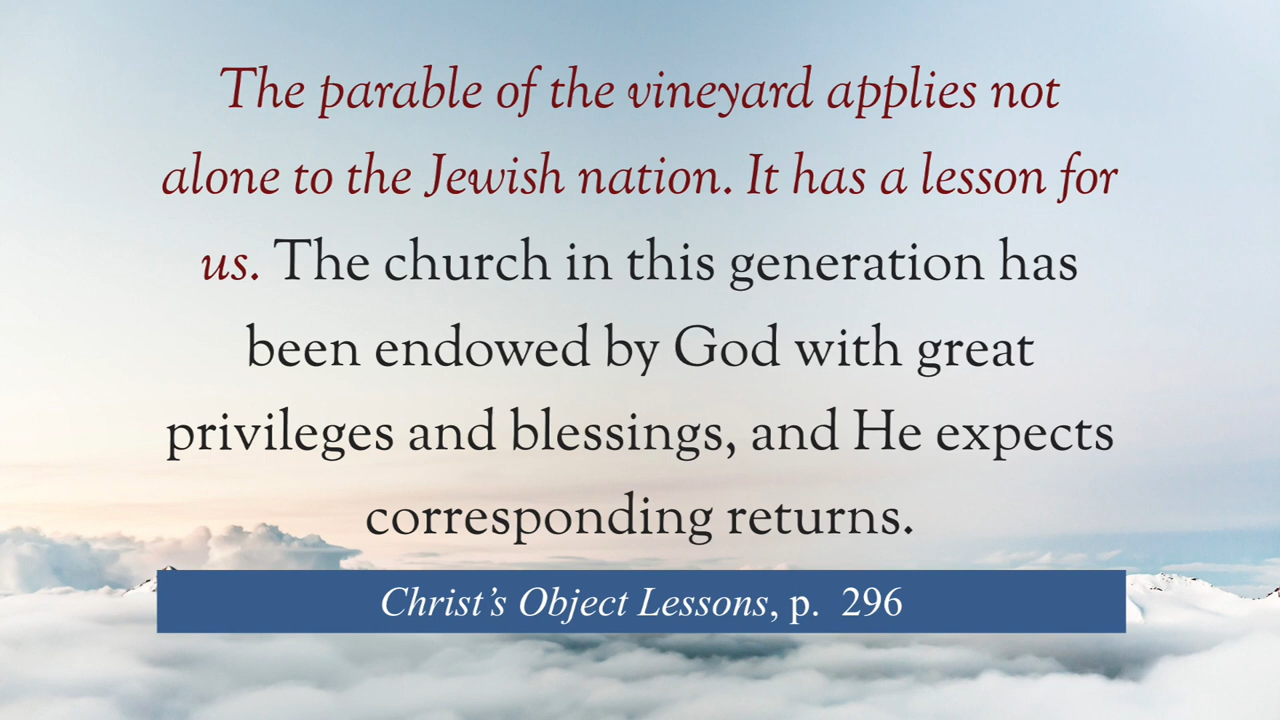 The parable of the vineyard applies not
alone to the Jewish nation. It has a lesson for
us. The church in this generation has
been endowed by God with great
privileges and blessings, and He expects
corresponding returns.
Christ’s Object Lessons, p.  296